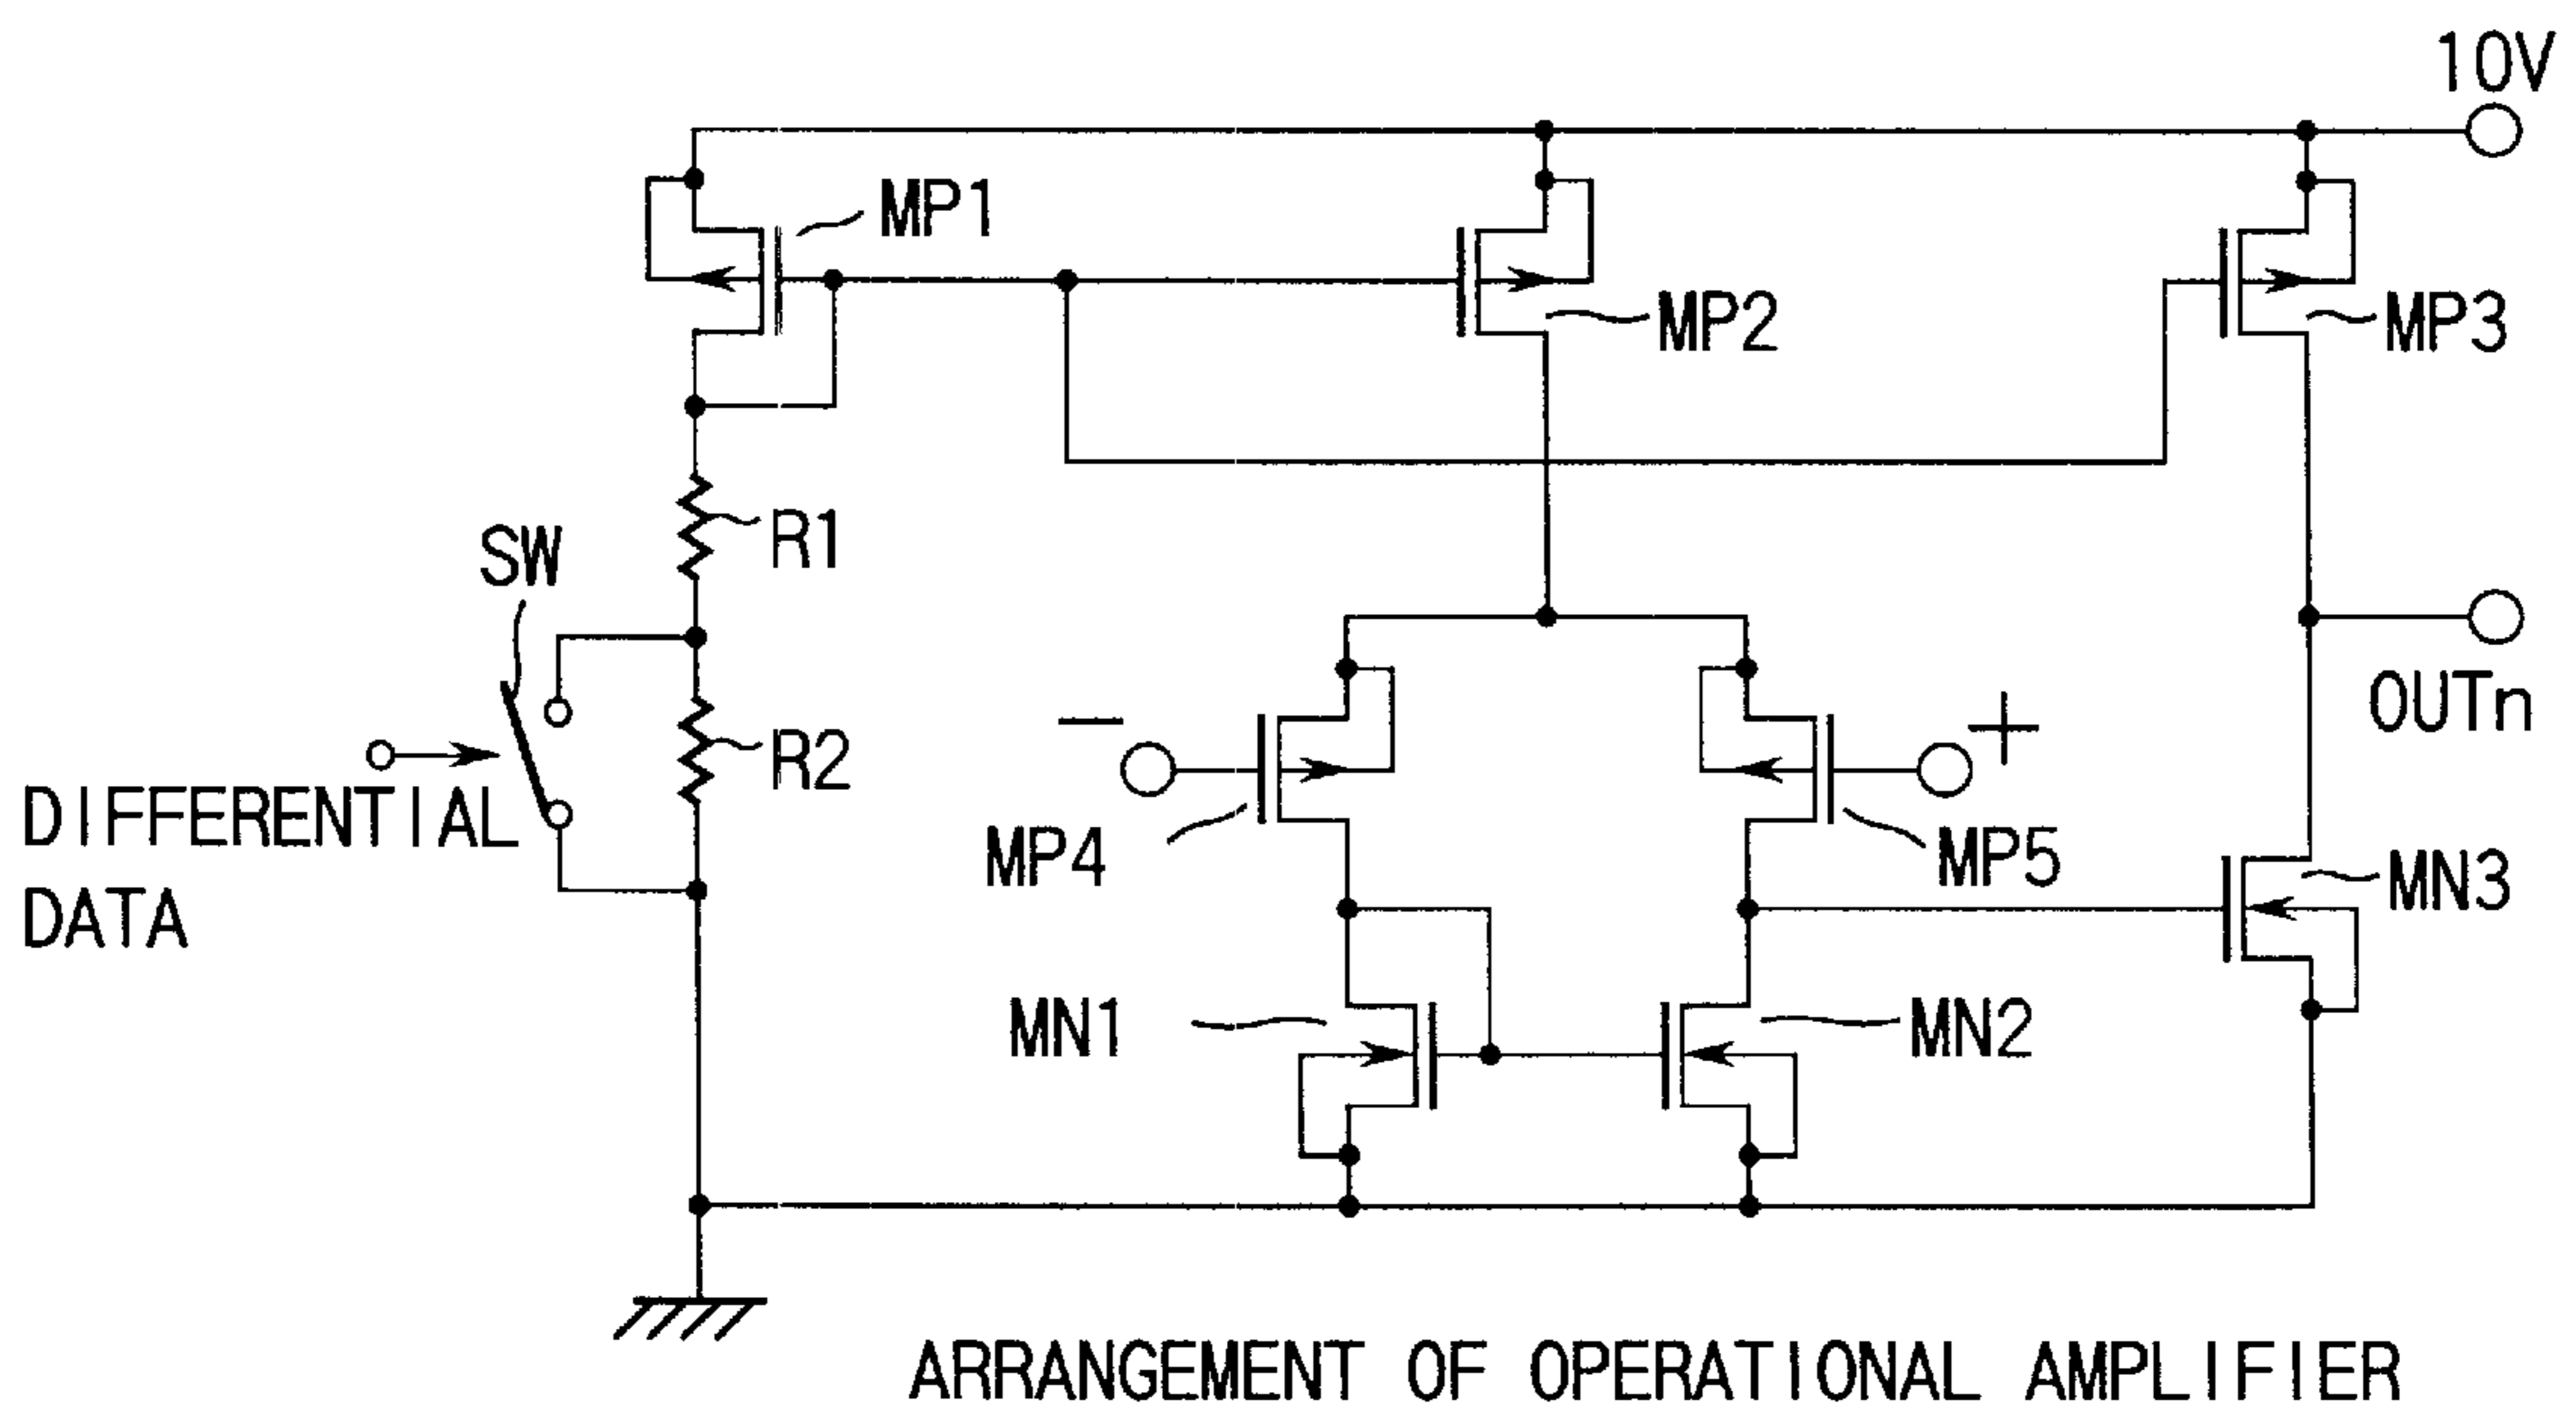 10V
MP1
MP2
MP3
R1
SW
OUTn
R2
DIFFERENTIAL
DATA
−
+
MP4
MP5
MN3
MN1
MN2
ARRANGEMENT OF OPERATIONAL AMPLIFIER